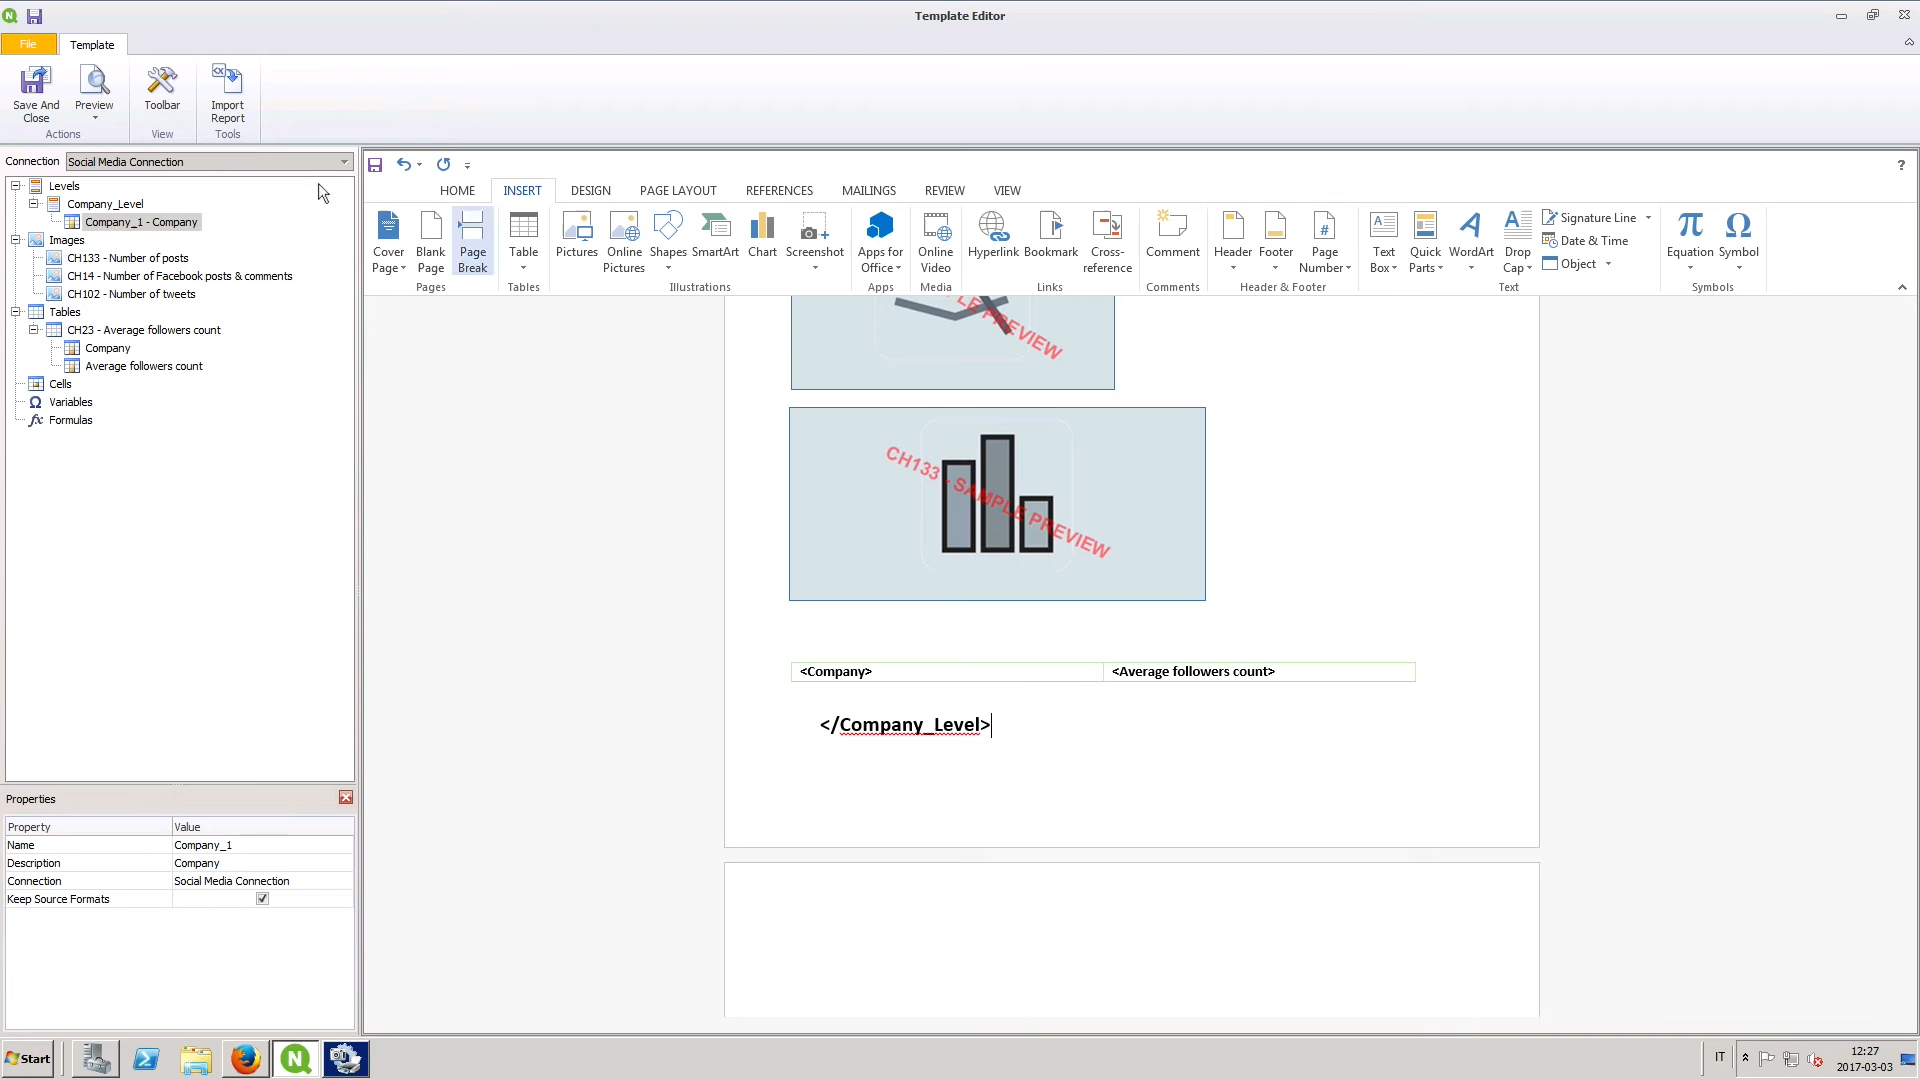 Template Editor
File
Template
Save And Close
Preview
Toolbar
Import Report
Actions
View
Tools
Connection
Social Media Connection
Levels
Company_Level
Company_1 - Company
Images
CH133 - Number of posts
CH14 - Number of Facebook posts & comments
CH102 - Number of tweets
Tables
CH23 - Average followers count
Company
Average followers count
Cells
Variables
Formulas
Properties
Property Value
Name Company_1
Description Company
Connection Social Media Connection
Keep Source Formats
HOME INSERT DESIGN PAGE LAYOUT REFERENCES MAILINGS REVIEW VIEW
Cover Page
Blank Page
Page Break
Table
Pictures
Online Pictures
Shapes
SmartArt
Chart
Screenshot
Apps for Office
Online Video
Hyperlink
Bookmark
Cross-reference
Comment
Header
Footer
Page Number
Text Box
Quick Parts
WordArt
Drop Cap
Signature Line
Date & Time
Object
Equation
Symbol
Pages Tables Illustrations Apps Media Links Comments Header & Footer Text Symbols
PREVIEW
CH133 - SAMPLE PREVIEW
<Company> <Average followers count>
</Company_Level>
Start
IT
12:27
2017-03-03